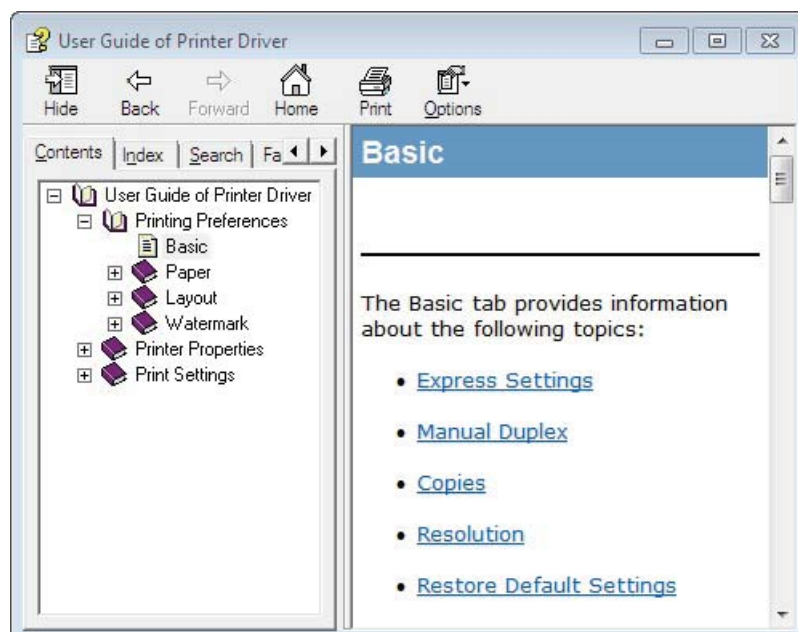 User Guide of Printer Driver
Hide Back Forward Home Print Options
Contents Index Search Fa
User Guide of Printer Driver
Printing Preferences
Basic
Paper
Layout
Watermark
Printer Properties
Print Settings
Basic
The Basic tab provides information
about the following topics:
• Express Settings
• Manual Duplex
• Copies
• Resolution
• Restore Default Settings